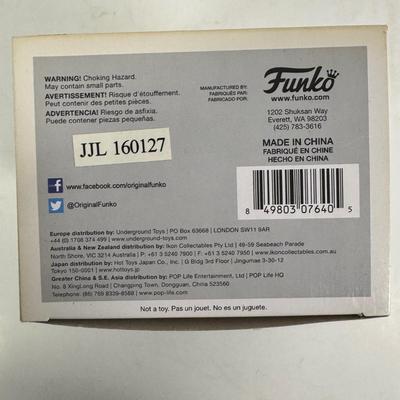 WARNING! Choking Hazard.
May contain small parts.
AVERTISSEMENT! Risque d'étouffement.
Peut contenir des petites pièces.
ADVERTENCIA! Riesgo de asfixia.
Puede contener piezas pequeñas.
MANUFACTURED BY:
FABRIQUÉS PAR:
FABRICADO POR:
Funko
www.funko.com
1202 Shuksan Way
Everett, WA 98203
(425) 783-3616
MADE IN CHINA
FABRIQUÉ EN CHINE
HECHO EN CHINA
JJL 160127
www.facebook.com/originalfunko
@OriginalFunko
8 49803 07640 5
Europe distribution by: Underground Toys | PO Box 63668 | LONDON SW11 9AR
+44 (0) 1708 374 499 | www.underground-toys.com
Australia & New Zealand distribution by: Ikon Collectables Pty Ltd | 49-59 Seabeach Parade
North Shore, VIC 3214 Australia | P: +61 3 5240 7900 | F: +61 3 5240 7950 | www.ikoncollectables.com.au
Japan distribution by: Hot Toys Japan Co., Inc. | G Bldg 3rd Floor | Jingumae 3-30-12
Tokyo 150-0001 | www.hottoys.jp
Greater China & S.E. Asia distribution by: POP Life Entertainment, Ltd | POP Life HQ
No. 8 XingLong Road | Changping Town, Dongguan, China 523560
Telephone: (86) 769 8339-8588 | www.pop-life.com
Not a toy. Pas un jouet. No es un juguete.